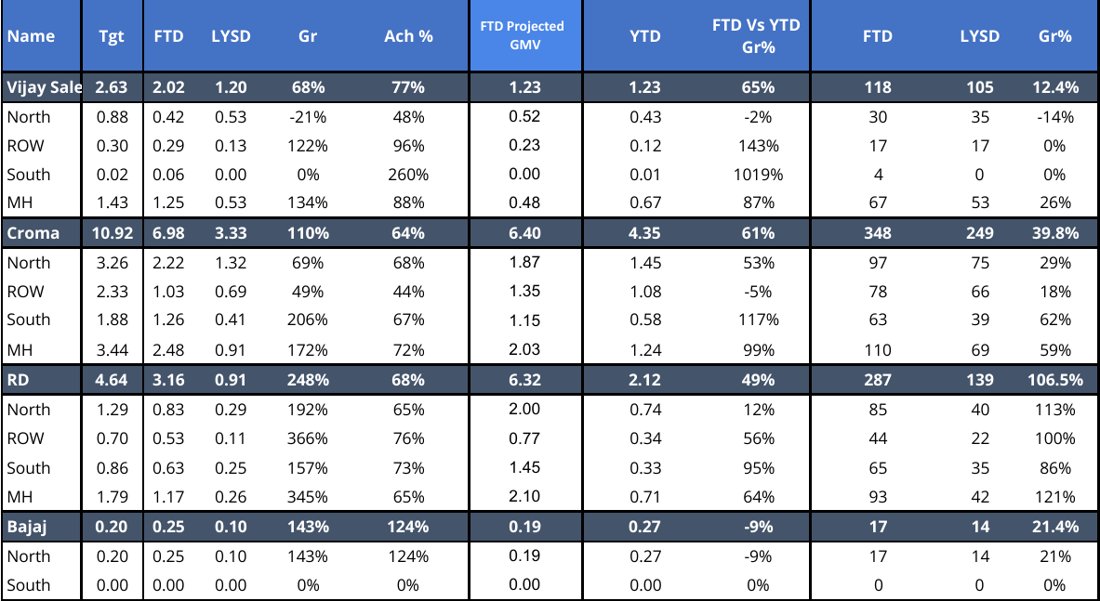 Name Tgt FTD LYSD Gr Ach % FTD Projected GMV YTD FTD Vs YTD Gr% FTD LYSD Gr%
Vijay Sale 2.63 2.02 1.20 68% 77% 1.23 1.23 65% 118 105 12.4%
North 0.88 0.42 0.53 -21% 48% 0.52 0.43 -2% 30 35 -14%
ROW 0.30 0.29 0.13 122% 96% 0.23 0.12 143% 17 17 0%
South 0.02 0.06 0.00 0% 260% 0.00 0.01 1019% 4 0 0%
MH 1.43 1.25 0.53 134% 88% 0.48 0.67 87% 67 53 26%
Croma 10.92 6.98 3.33 110% 64% 6.40 4.35 61% 348 249 39.8%
North 3.26 2.22 1.32 69% 68% 1.87 1.45 53% 97 75 29%
ROW 2.33 1.03 0.69 49% 44% 1.35 1.08 -5% 78 66 18%
South 1.88 1.26 0.41 206% 67% 1.15 0.58 117% 63 39 62%
MH 3.44 2.48 0.91 172% 72% 2.03 1.24 99% 110 69 59%
RD 4.64 3.16 0.91 248% 68% 6.32 2.12 49% 287 139 106.5%
North 1.29 0.83 0.29 192% 65% 2.00 0.74 12% 85 40 113%
ROW 0.70 0.53 0.11 366% 76% 0.77 0.34 56% 44 22 100%
South 0.86 0.63 0.25 157% 73% 1.45 0.33 95% 65 35 86%
MH 1.79 1.17 0.26 345% 65% 2.10 0.71 64% 93 42 121%
Bajaj 0.20 0.25 0.10 143% 124% 0.19 0.27 -9% 17 14 21.4%
North 0.20 0.25 0.10 143% 124% 0.19 0.27 -9% 17 14 21%
South 0.00 0.00 0.00 0% 0% 0.00 0.00 0% 0 0 0%